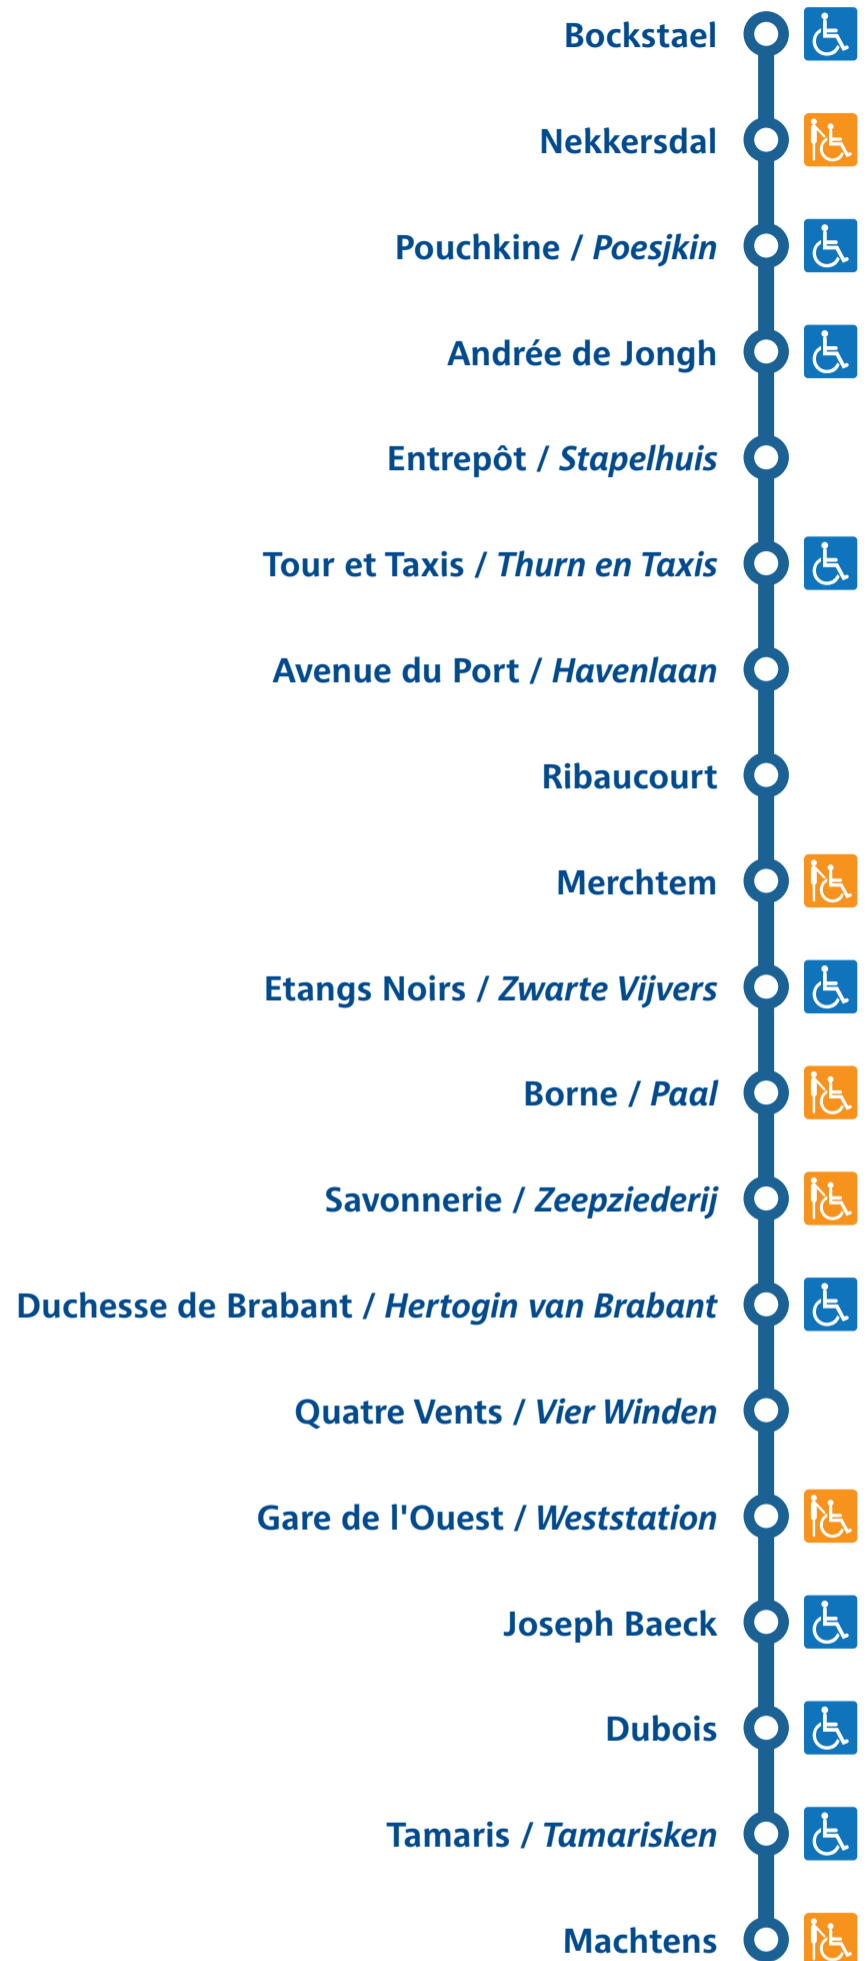 Bockstael
Nekkersdal
Pouchkine / Poesjkin
Andrée de Jongh
Entrepôt / Stapelhuis
Tour et Taxis / Thurn en Taxis
Avenue du Port / Havenlaan
Ribaucourt
Merchtem
Etangs Noirs / Zwarte Vijvers
Borne / Paal
Savonnerie / Zeepziederij
Duchesse de Brabant / Hertogin van Brabant
Quatre Vents / Vier Winden
Gare de l'Ouest / Weststation
Joseph Baeck
Dubois
Tamaris / Tamarisken
Machtens